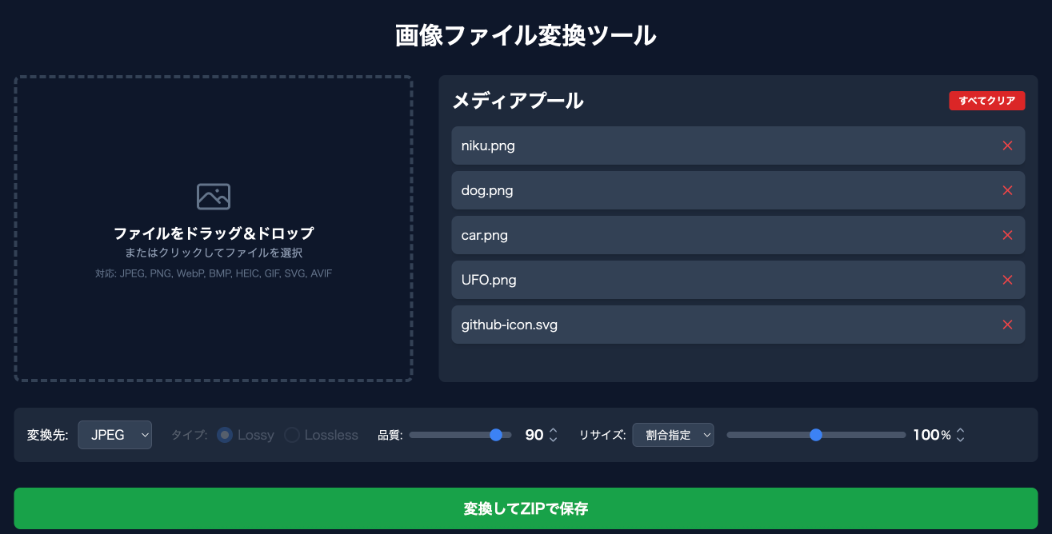 画像ファイル変換ツール
ファイルをドラッグ＆ドロップ
またはクリックしてファイルを選択
対応: JPEG, PNG, WebP, BMP, HEIC, GIF, SVG, AVIF
メディアプール
すべてクリア
niku.png
dog.png
car.png
UFO.png
github-icon.svg
変換先: JPEG タイプ: Lossy Lossless 品質: 90 リサイズ: 割合指定 100%
変換してZIPで保存